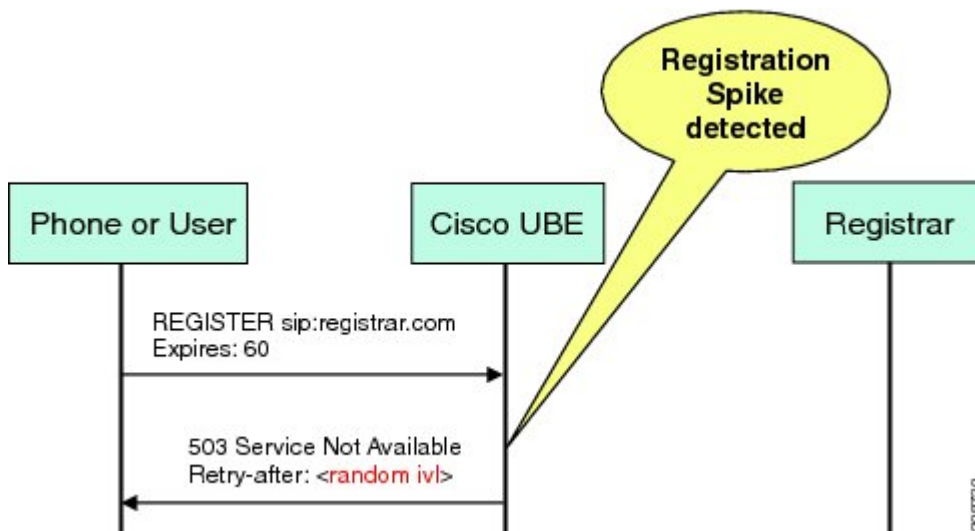 Registration
Spike
detected
Phone or User
Cisco UBE
Registrar
REGISTER sip:registrar.com
Expires: 60
503 Service Not Available
Retry-after: <random ivl>